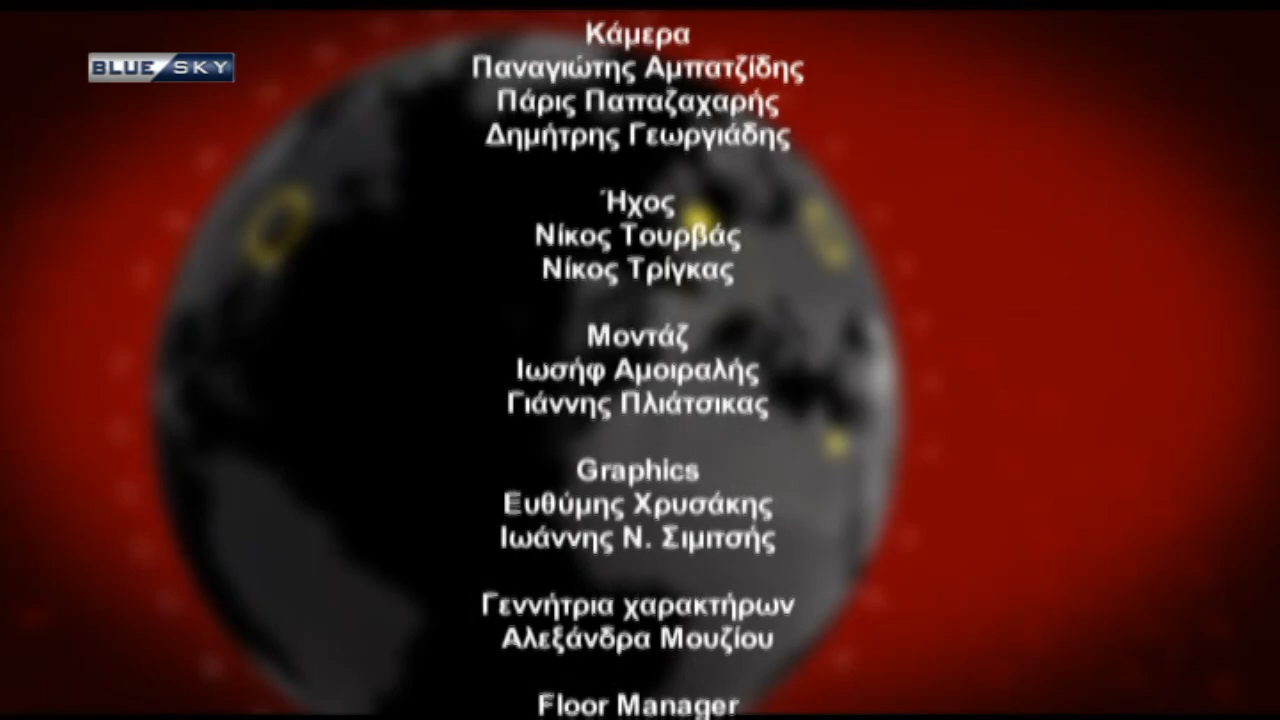 BLUE SKY
Κάμερα
Παναγιώτης Αμπατζίδης
Πάρις Παπαζαχαρής
Δημήτρης Γεωργιάδης
Ήχος
Νίκος Τουρβάς
Νίκος Τρίγκας
Μοντάζ
Ιωσήφ Αμοιραλής
Γιάννης Πλιάτσικας
Graphics
Ευθύμης Χρυσάκης
Ιωάννης Ν. Σιμιτσής
Γεννήτρια χαρακτήρων
Αλεξάνδρα Μουζίου
Floor Manager